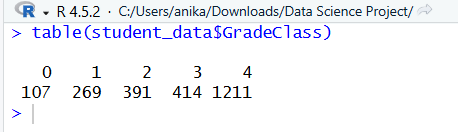 R 4.5.2 · C:/Users/anika/Downloads/Data Science Project/
> table(student_data$GradeClass)
0 1 2 3 4
107 269 391 414 1211
>